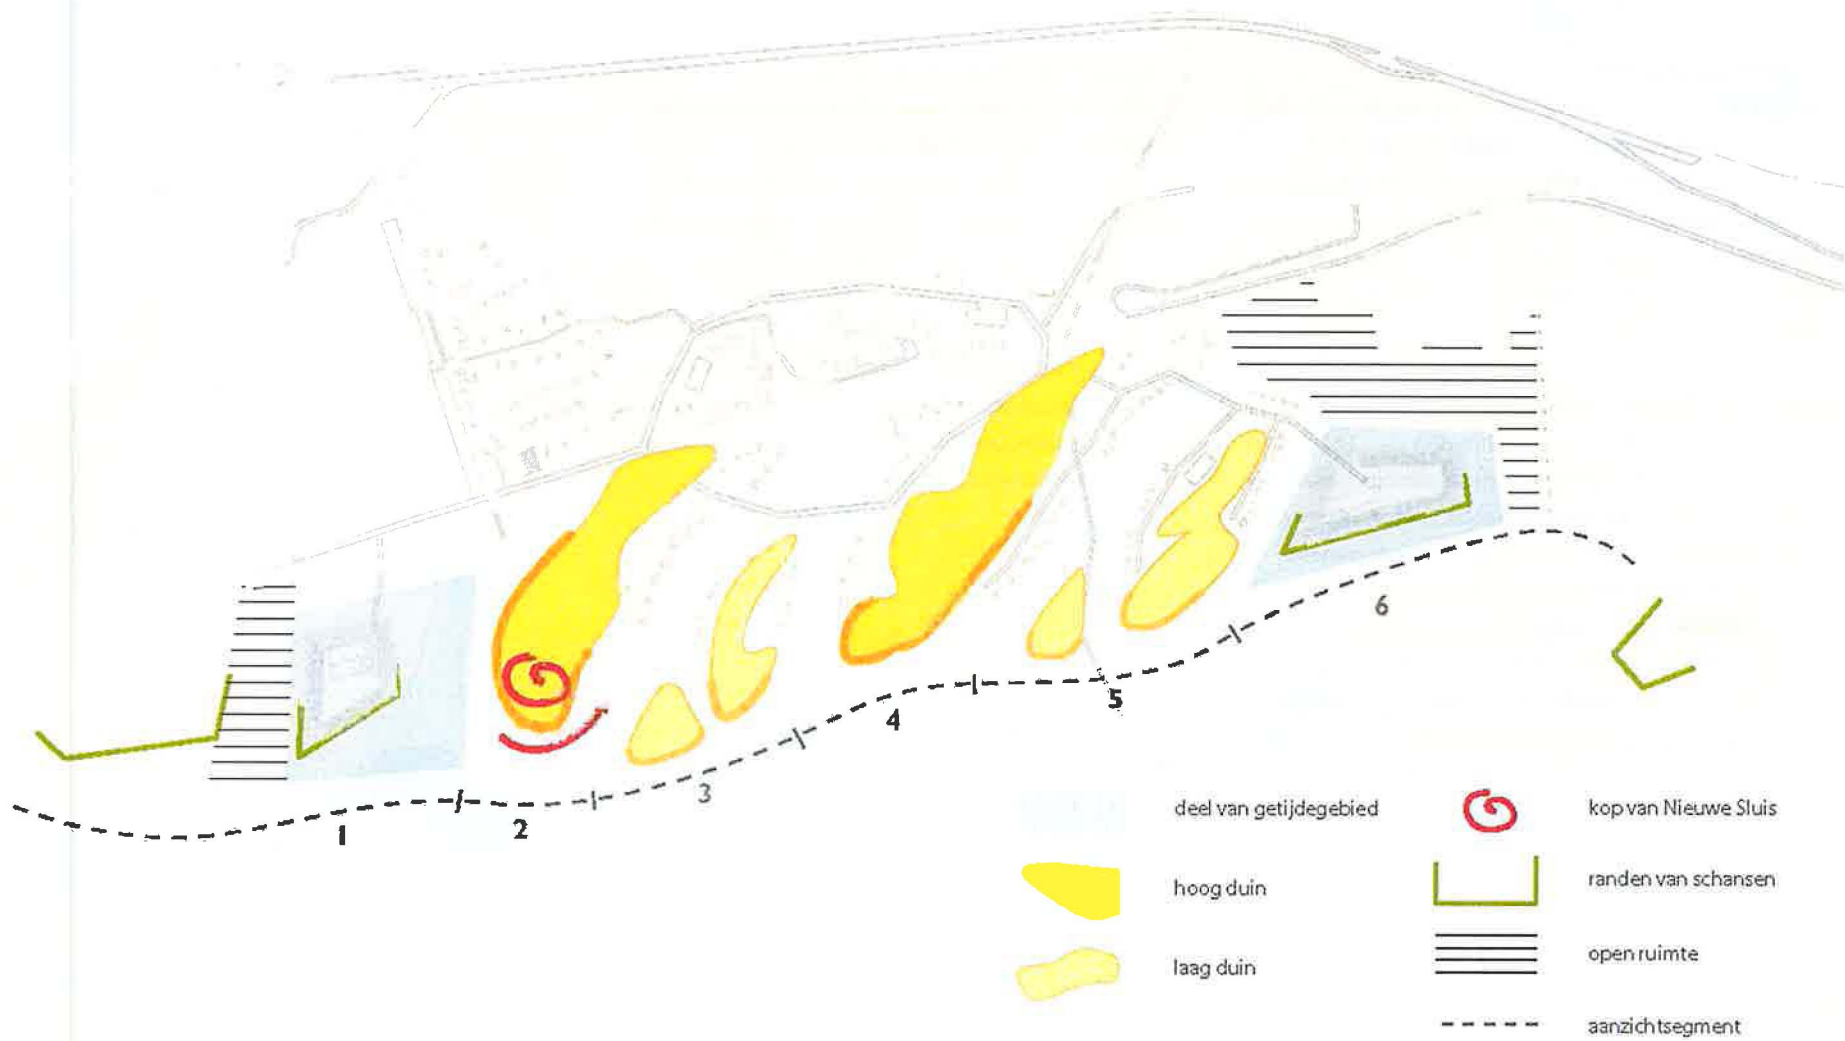 6
5
4
3
2
1
deel van getijdegebied
hoog duin
laag duin
kop van Nieuwe Sluis
randen van schansen
open ruimte
aanzichtsegment